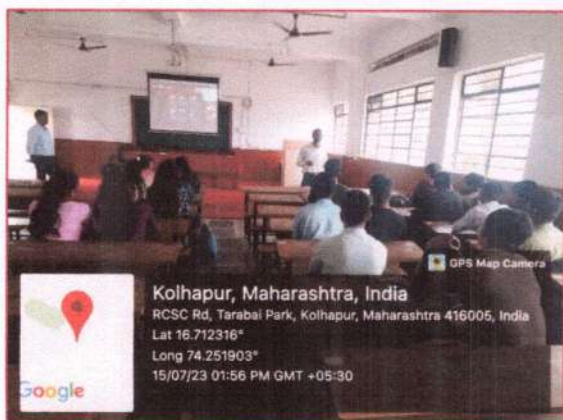 GPS Map Camera
Kolhapur, Maharashtra, India
RCSC Rd, Tarabai Park, Kolhapur, Maharashtra 416005, India
Lat 16.712316°
Long 74.251903°
15/07/23 01:56 PM GMT +05:30
Google